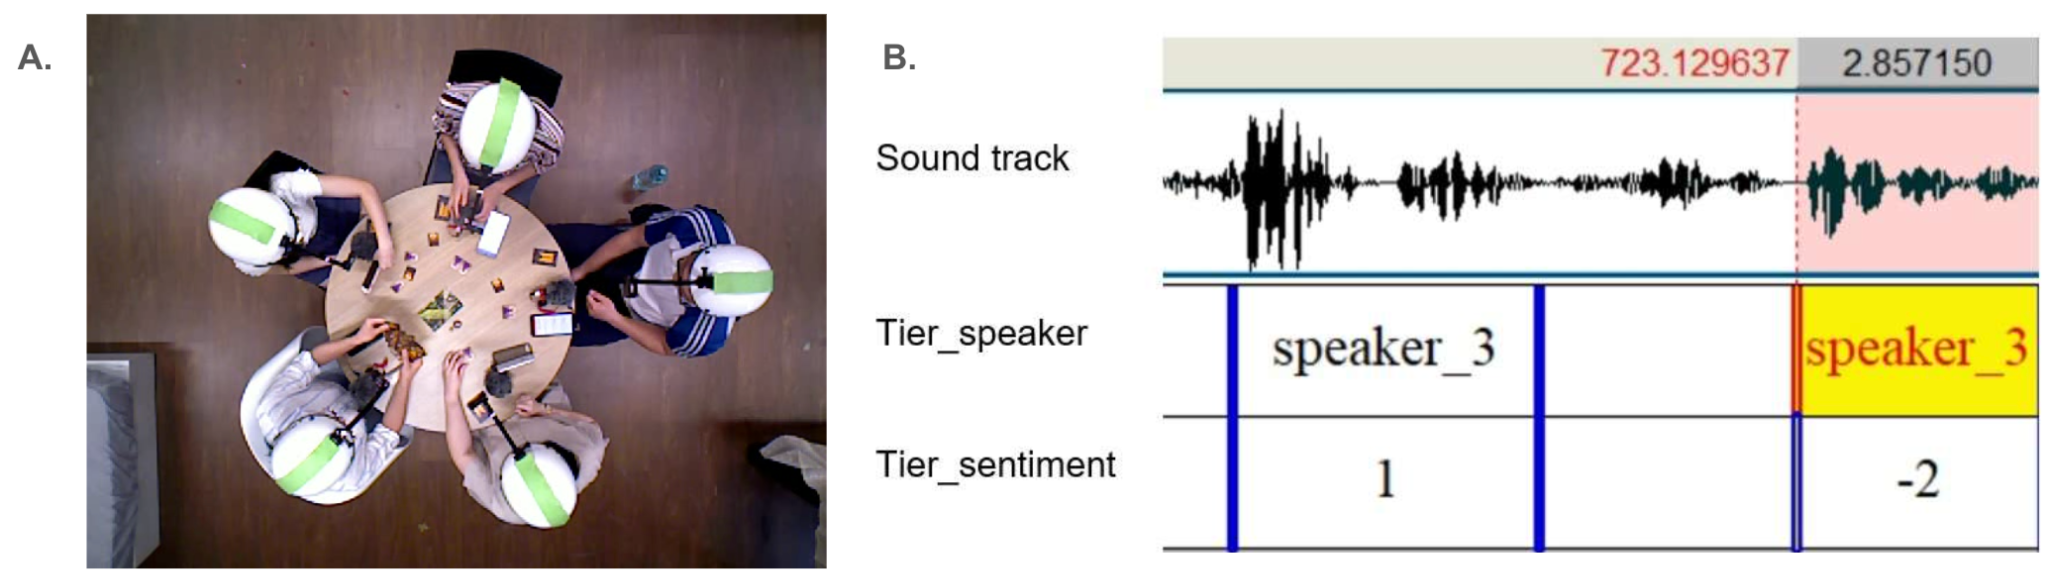 A.
B.
723.129637 2.857150
Sound track
Tier_speaker speaker_3 speaker_3
Tier_sentiment 1 -2